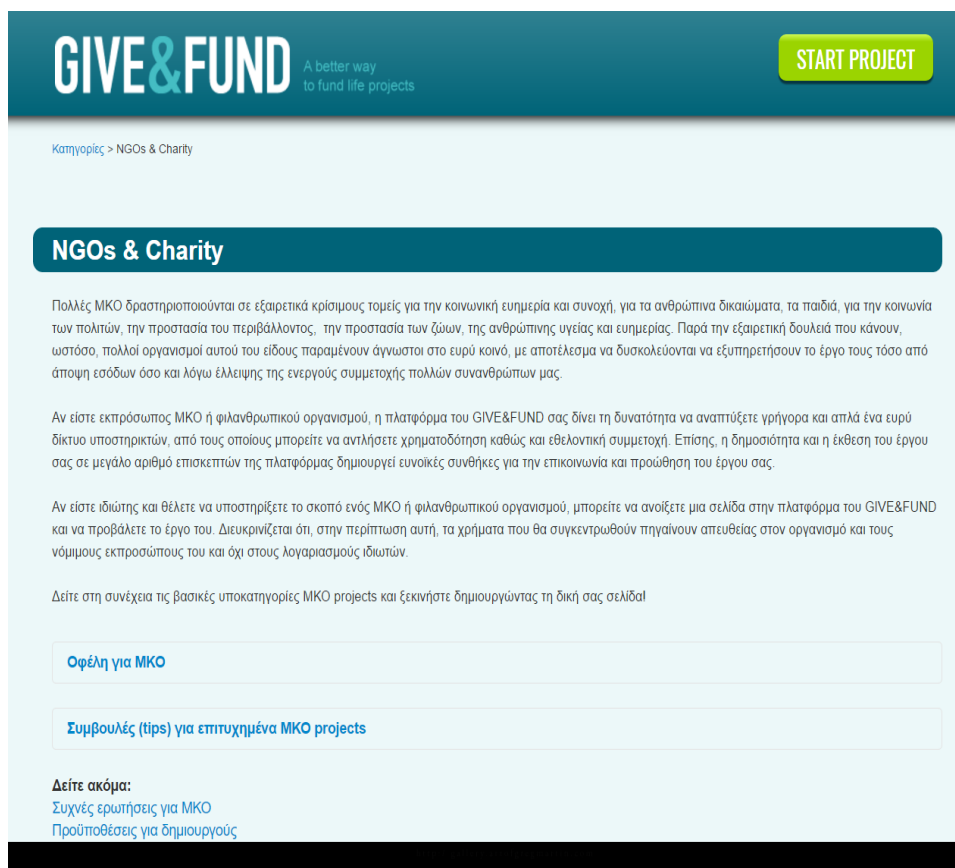 GIVE&FUND
A better way
to fund life projects
START PROJECT
Κατηγορίες > NGOs & Charity
NGOs & Charity
Πολλές ΜΚΟ δραστηριοποιούνται σε εξαιρετικά κρίσιμους τομείς για την κοινωνική ευημερία και συνοχή, για τα ανθρώπινα δικαιώματα, τα παιδιά, για την κοινωνία
των πολιτών, την προστασία του περιβάλλοντος, την προστασία των ζώων, της ανθρώπινης υγείας και ευημερίας. Παρά την εξαιρετική δουλειά που κάνουν,
ωστόσο, πολλοί οργανισμοί αυτού του είδους παραμένουν άγνωστοι στο ευρύ κοινό, με αποτέλεσμα να δυσκολεύονται να εξυπηρετήσουν το έργο τους τόσο από
άποψη εσόδων όσο και λόγω έλλειψης της ενεργούς συμμετοχής πολλών συνανθρώπων μας.
Αν είστε εκπρόσωπος ΜΚΟ ή φιλανθρωπικού οργανισμού, η πλατφόρμα του GIVE&FUND σας δίνει τη δυνατότητα να αναπτύξετε γρήγορα και απλά ένα ευρύ
δίκτυο υποστηρικτών, από τους οποίους μπορείτε να αντλήσετε χρηματοδότηση καθώς και εθελοντική συμμετοχή. Επίσης, η δημοσιότητα και η έκθεση του έργου
σας σε μεγάλο αριθμό επισκεπτών της πλατφόρμας δημιουργεί ευνοϊκές συνθήκες για την επικοινωνία και προώθηση του έργου σας.
Αν είστε ιδιώτης και θέλετε να υποστηρίξετε το σκοπό ενός ΜΚΟ ή φιλανθρωπικού οργανισμού, μπορείτε να ανοίξετε μια σελίδα στην πλατφόρμα του GIVE&FUND
και να προβάλετε το έργο του. Διευκρινίζεται ότι, στην περίπτωση αυτή, τα χρήματα που θα συγκεντρωθούν πηγαίνουν απευθείας στον οργανισμό και τους
νόμιμους εκπροσώπους του και όχι στους λογαριασμούς ιδιωτών.
Δείτε στη συνέχεια τις βασικές υποκατηγορίες ΜΚΟ projects και ξεκινήστε δημιουργώντας τη δική σας σελίδα!
Οφέλη για ΜΚΟ
Συμβουλές (tips) για επιτυχημένα ΜΚΟ projects
Δείτε ακόμα:
Συχνές ερωτήσεις για ΜΚΟ
Προϋποθέσεις για δημιουργούς